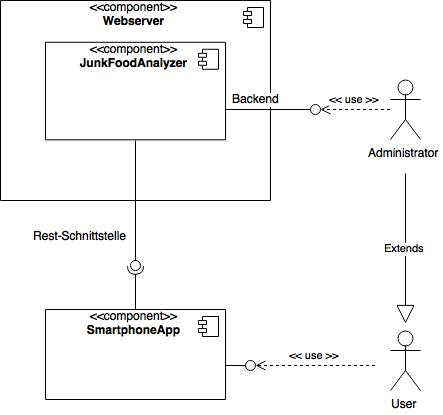 <<component>>
Webserver
<<component>>
JunkFoodAnalyzer
Backend
<< use >>
Administrator
Rest-Schnittstelle
Extends
<<component>>
SmartphoneApp
<< use >>
User